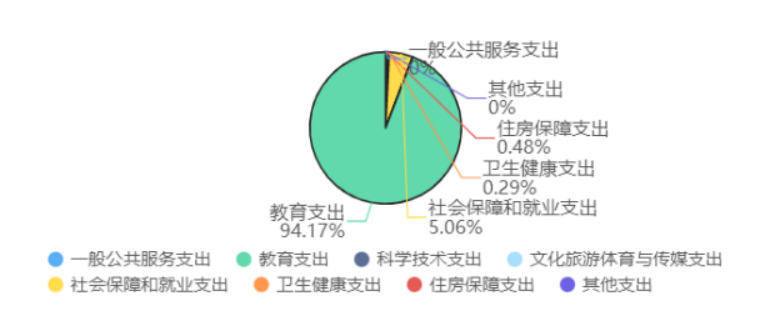 一般公共服务支出
0%
其他支出
0%
住房保障支出
0.48%
卫生健康支出
0.29%
社会保障和就业支出
5.06%
教育支出
94.17%
一般公共服务支出 教育支出 科学技术支出 文化旅游体育与传媒支出
社会保障和就业支出 卫生健康支出 住房保障支出 其他支出